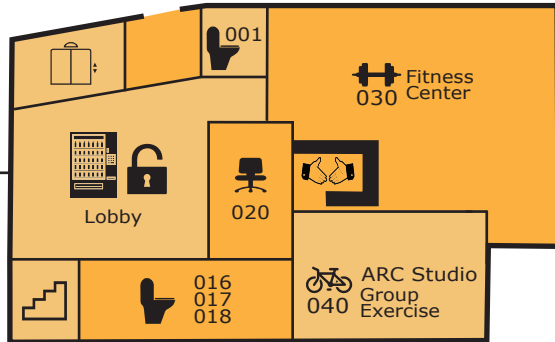 001
030
Fitness
Center
Lobby
020
016
017
018
040
ARC Studio
Group
Exercise